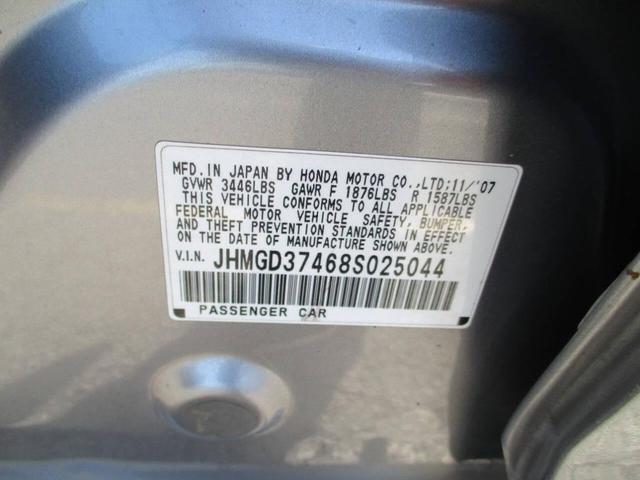 MFD. IN JAPAN BY HONDA MOTOR CO.,LTD:11/'07
GVWR 3446LBS GAWR F 1876LBS R 1587LBS
THIS VEHICLE CONFORMS TO ALL APPLICABLE
FEDERAL MOTOR VEHICLE SAFETY, BUMPER,
AND THEFT PREVENTION STANDARDS IN EFFECT
ON THE DATE OF MANUFACTURE SHOWN ABOVE.
V.I.N. JHMGD37468S025044
PASSENGER CAR